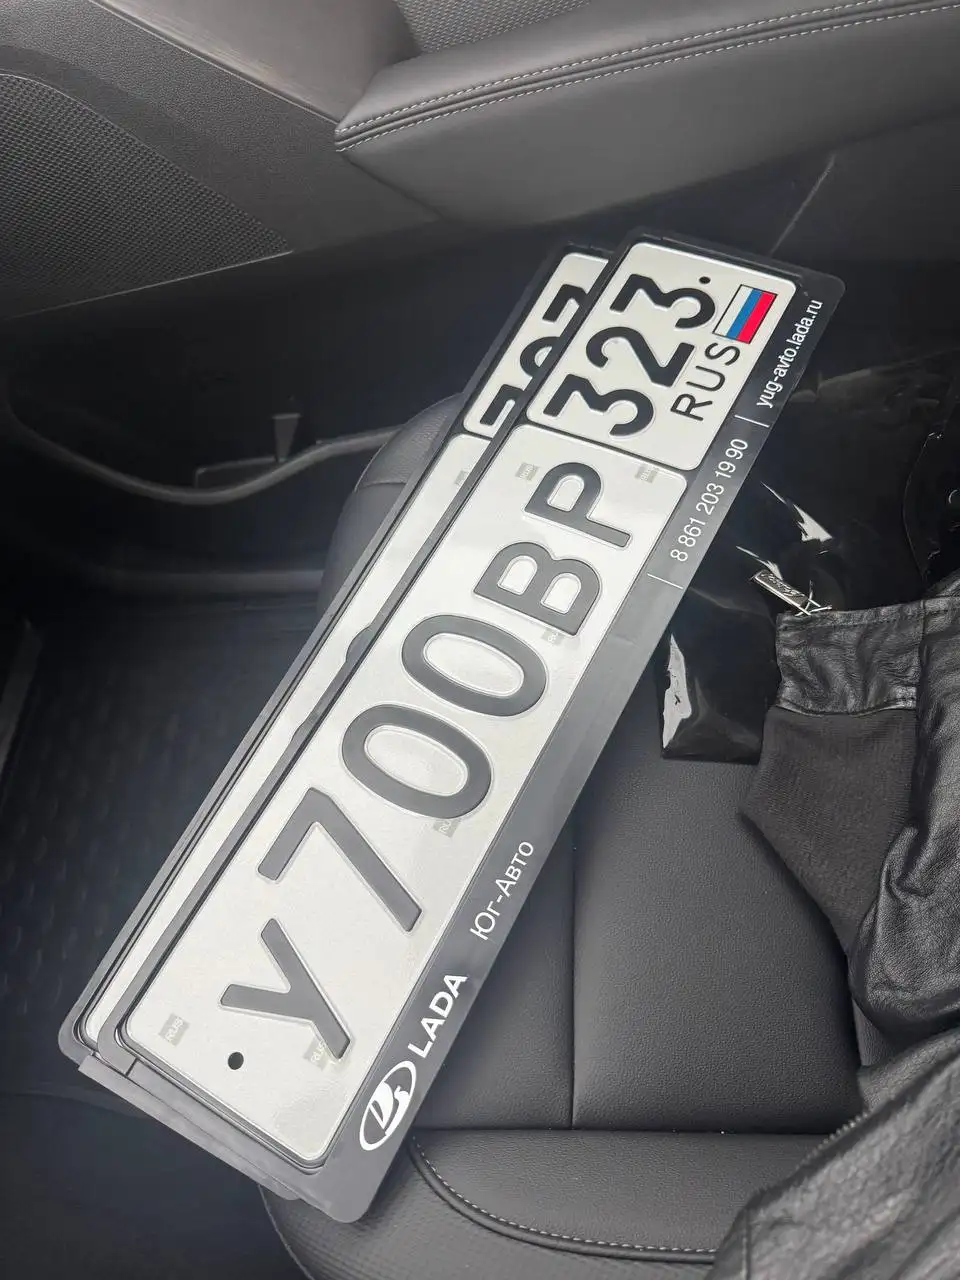 У700ВР
323
RUS
LADA
Юг-Авто
8 861 203 19 90 | yug-avto.lada.ru